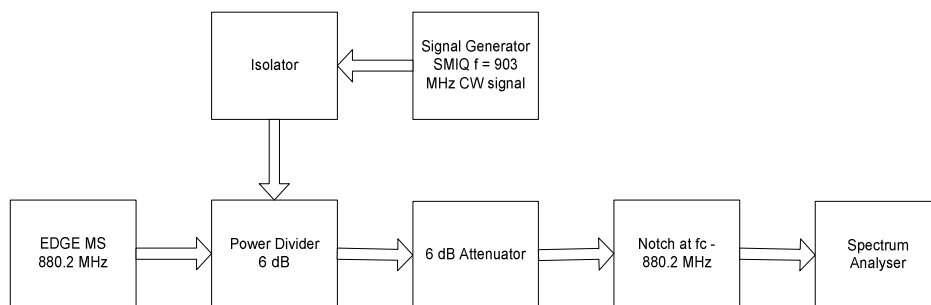 Isolator
Signal Generator
SMIQ f = 903
MHz CW signal
EDGE MS
880.2 MHz
Power Divider
6 dB
6 dB Attenuator
Notch at fc -
880.2 MHz
Spectrum
Analyser